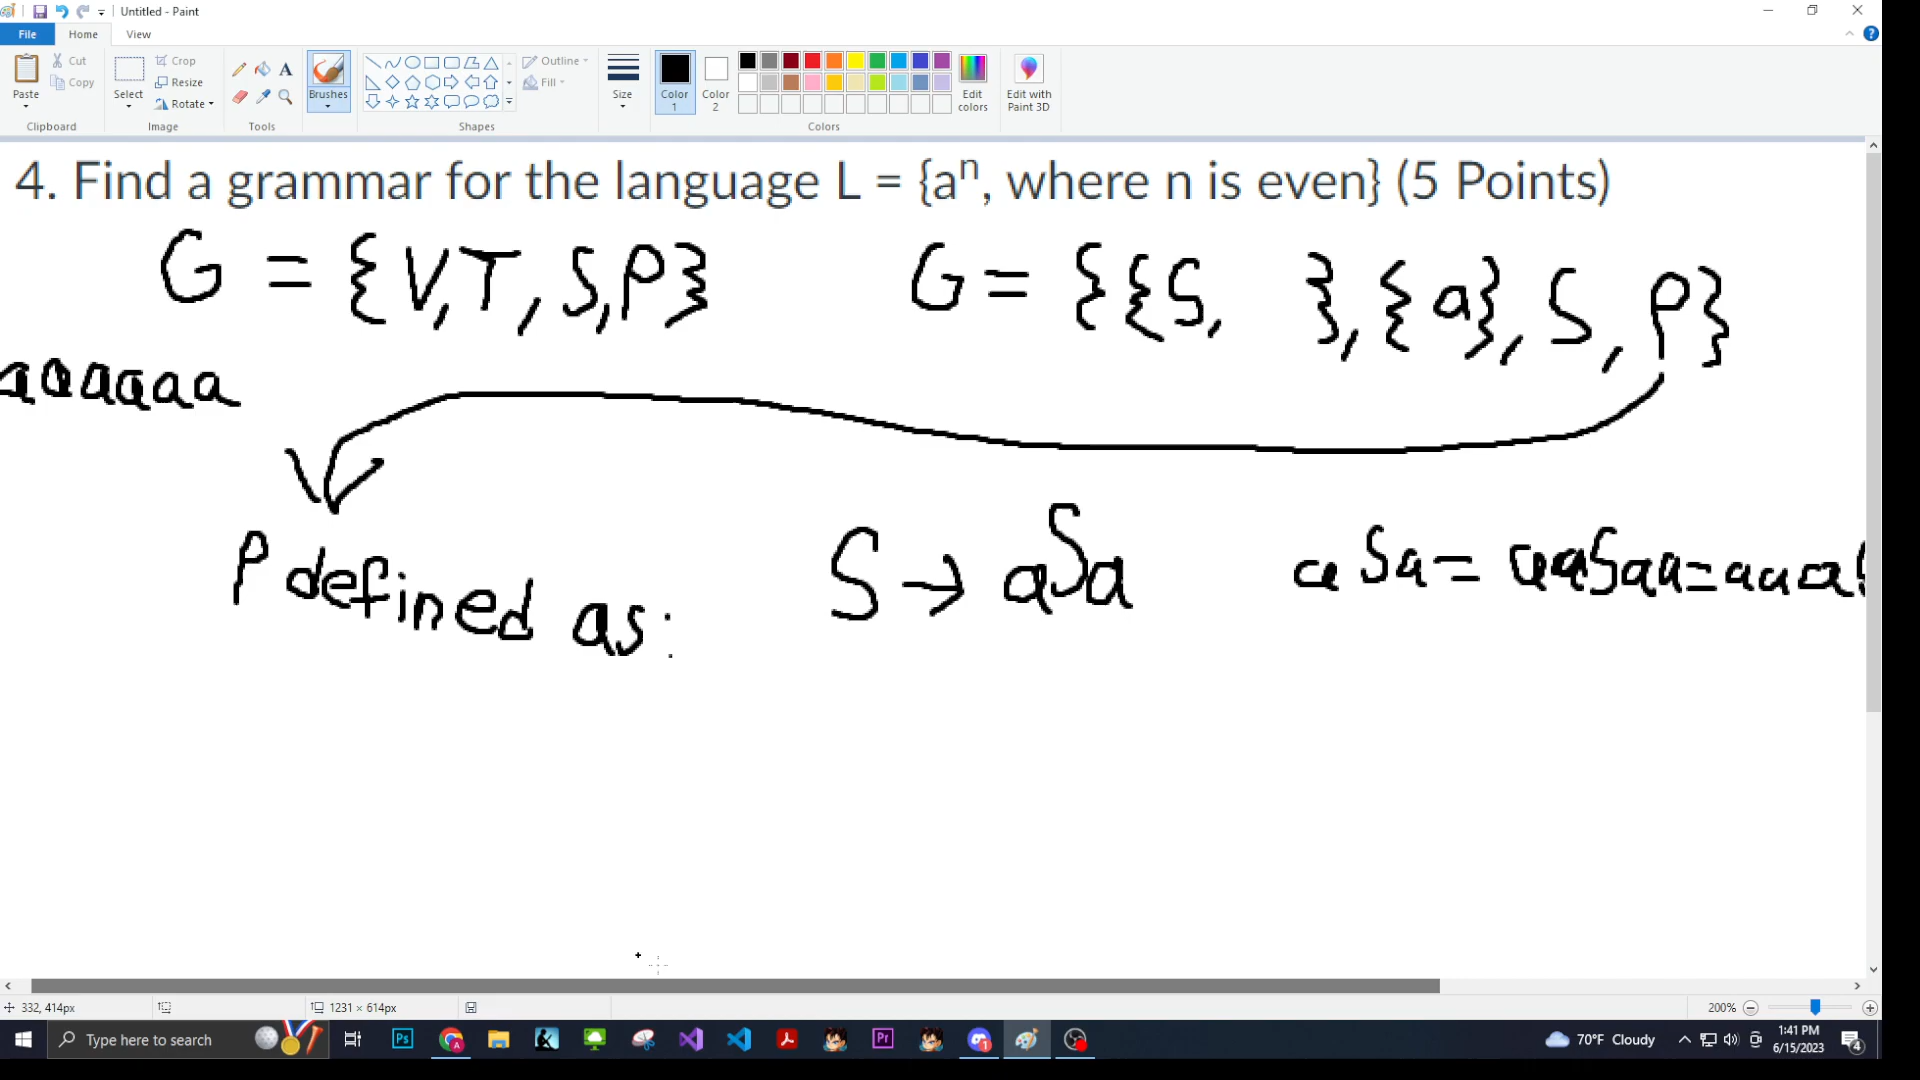 Untitled - Paint
File Home View
Paste Cut Copy Clipboard
Select Crop Resize Rotate Image
Tools
Brushes
Shapes Outline Fill
Size
Color 1 Color 2 Edit colors Colors
Edit with Paint 3D
4. Find a grammar for the language L = {aⁿ, where n is even} (5 Points)
G = {V,T,S,P} G = {{S, }, {a}, S, P}
aaaaaa
P defined as: S → aSa aSa = aaSaa = aaa
332, 414px 1231 × 614px 200%
Type here to search 70°F Cloudy 1:41 PM
6/15/2023 4